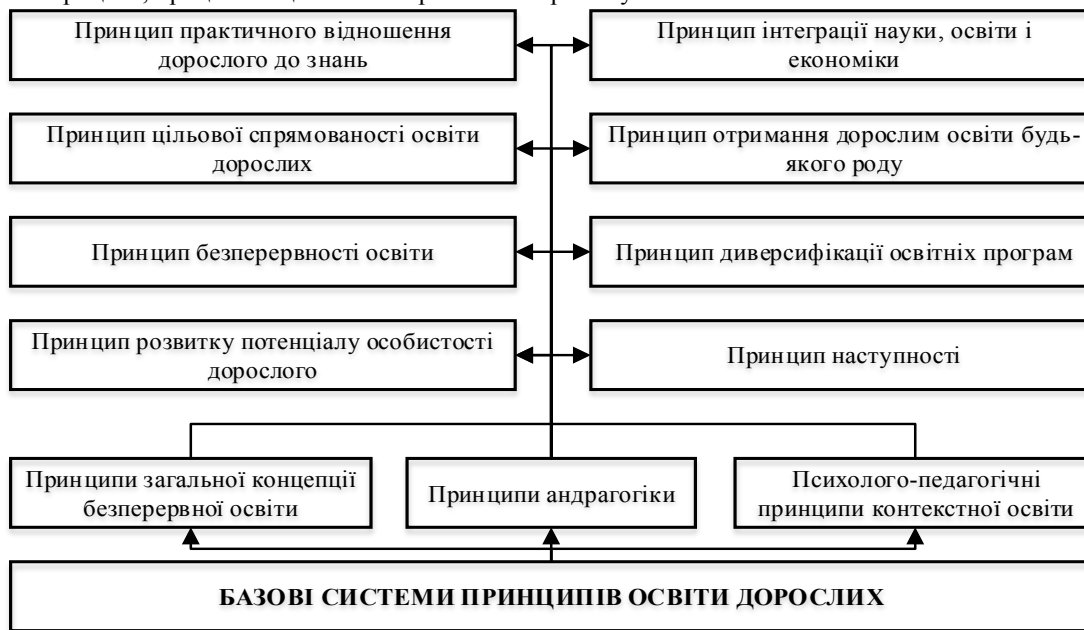 Принцип практичного відношення
дорослого до знань
Принцип інтеграції науки, освіти і
економіки
Принцип цільової спрямованості освіти
дорослих
Принцип отримання дорослим освіти будь-
якого роду
Принцип безперервності освіти
Принцип диверсифікації освітніх програм
Принцип розвитку потенціалу особистості
дорослого
Принцип наступності
Принципи загальної концепції
безперервної освіти
Принципи андрагогіки
Психолого-педагогічні
принципи контекстної освіти
БАЗОВІ СИСТЕМИ ПРИНЦИПІВ ОСВІТИ ДОРОСЛИХ